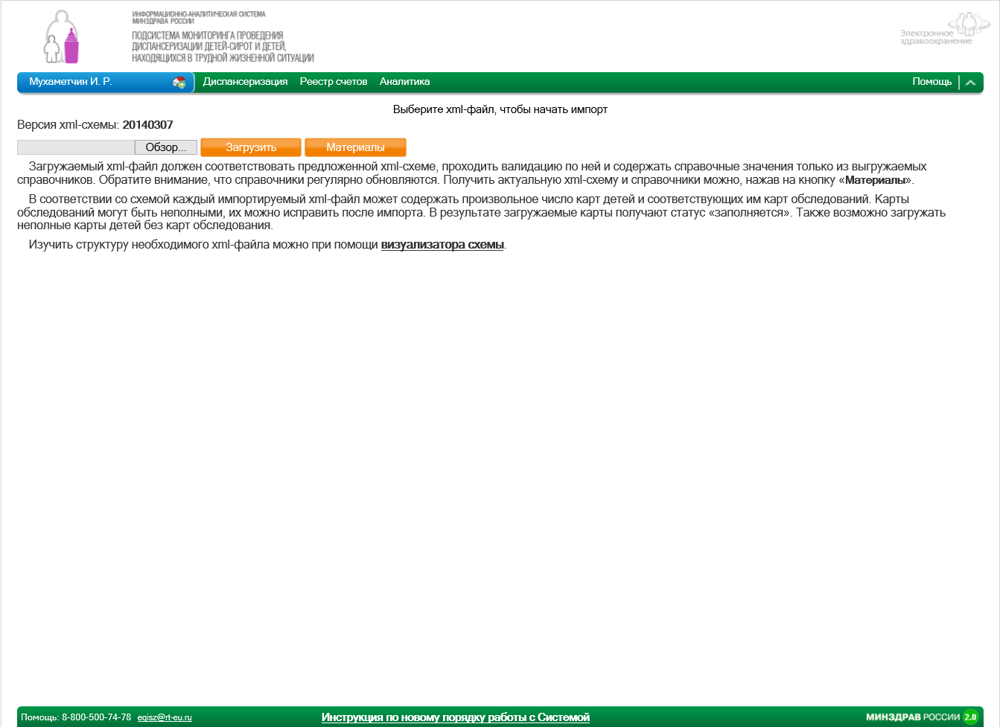 ИНФОРМАЦИОННО-АНАЛИТИЧЕСКАЯ СИСТЕМА
МИНЗДРАВА РОССИИ
ПОДСИСТЕМА МОНИТОРИНГА ПРОВЕДЕНИЯ
ДИСПАНСЕРИЗАЦИИ ДЕТЕЙ-СИРОТ И ДЕТЕЙ,
НАХОДЯЩИХСЯ В ТРУДНОЙ ЖИЗНЕННОЙ СИТУАЦИИ
Электронное
здравоохранение
Мухаметчин И. Р. Диспансеризация Реестр счетов Аналитика Помощь
Выберите xml-файл, чтобы начать импорт
Версия xml-схемы: 20140307
Обзор... Загрузить Материалы
Загружаемый xml-файл должен соответствовать предложенной xml-схеме, проходить валидацию по ней и содержать справочные значения только из выгружаемых
справочников. Обратите внимание, что справочники регулярно обновляются. Получить актуальную xml-схему и справочники можно, нажав на кнопку «Материалы».
В соответствии со схемой каждый импортируемый xml-файл может содержать произвольное число карт детей и соответствующих им карт обследований. Карты
обследований могут быть неполными, их можно исправить после импорта. В результате загружаемые карты получают статус «заполняется». Также возможно загружать
неполные карты детей без карт обследования.
Изучить структуру необходимого xml-файла можно при помощи визуализатора схемы.
Помощь: 8-800-500-74-78 egisz@rt-eu.ru Инструкция по новому порядку работы с Системой МИНЗДРАВ РОССИИ 2.0